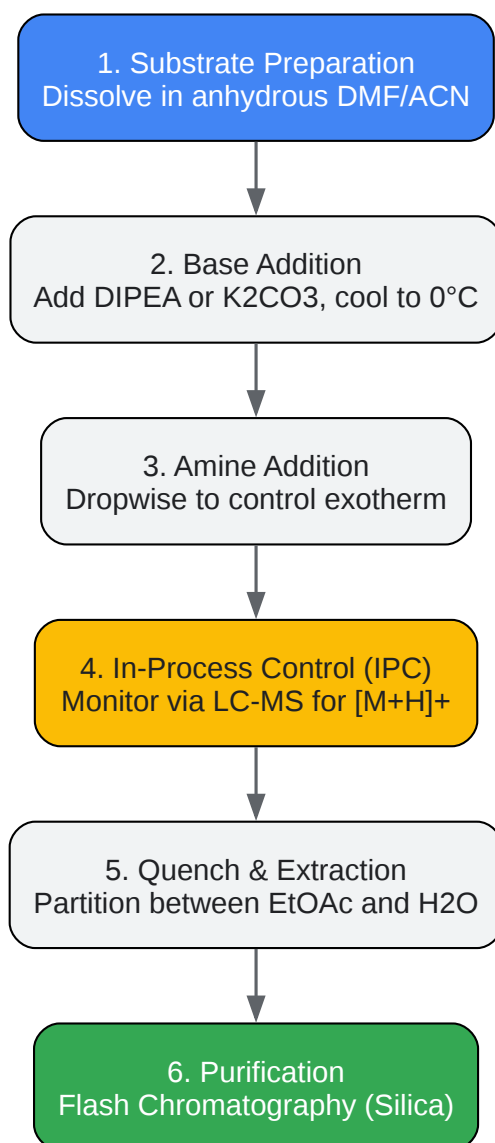 1. Substrate Preparation
Dissolve in anhydrous DMF/ACN
2. Base Addition
Add DIPEA or K2CO3, cool to 0°C
3. Amine Addition
Dropwise to control exotherm
4. In-Process Control (IPC)
Monitor via LC-MS for [M+H]+
5. Quench & Extraction
Partition between EtOAc and H2O
6. Purification
Flash Chromatography (Silica)